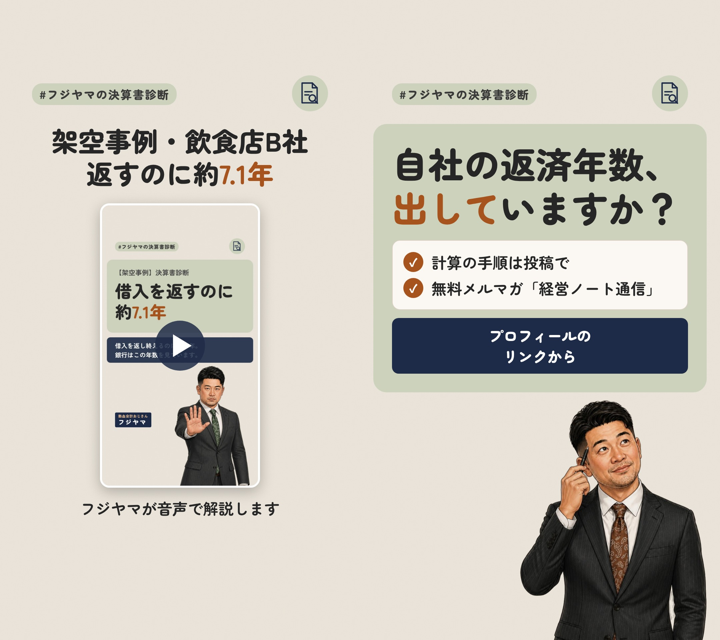 #フジヤマの決算書診断
架空事例・飲食店B社
返すのに約7.1年
#フジヤマの決算書診断
【架空事例】決算書診断
借入を返すのに
約7.1年
借入を返し終え
銀行はこの年数
フジヤマ
フジヤマが音声で解説します
#フジヤマの決算書診断
自社の返済年数、
出していますか？
計算の手順は投稿で
無料メルマガ「経営ノート通信」
プロフィールの
リンクから